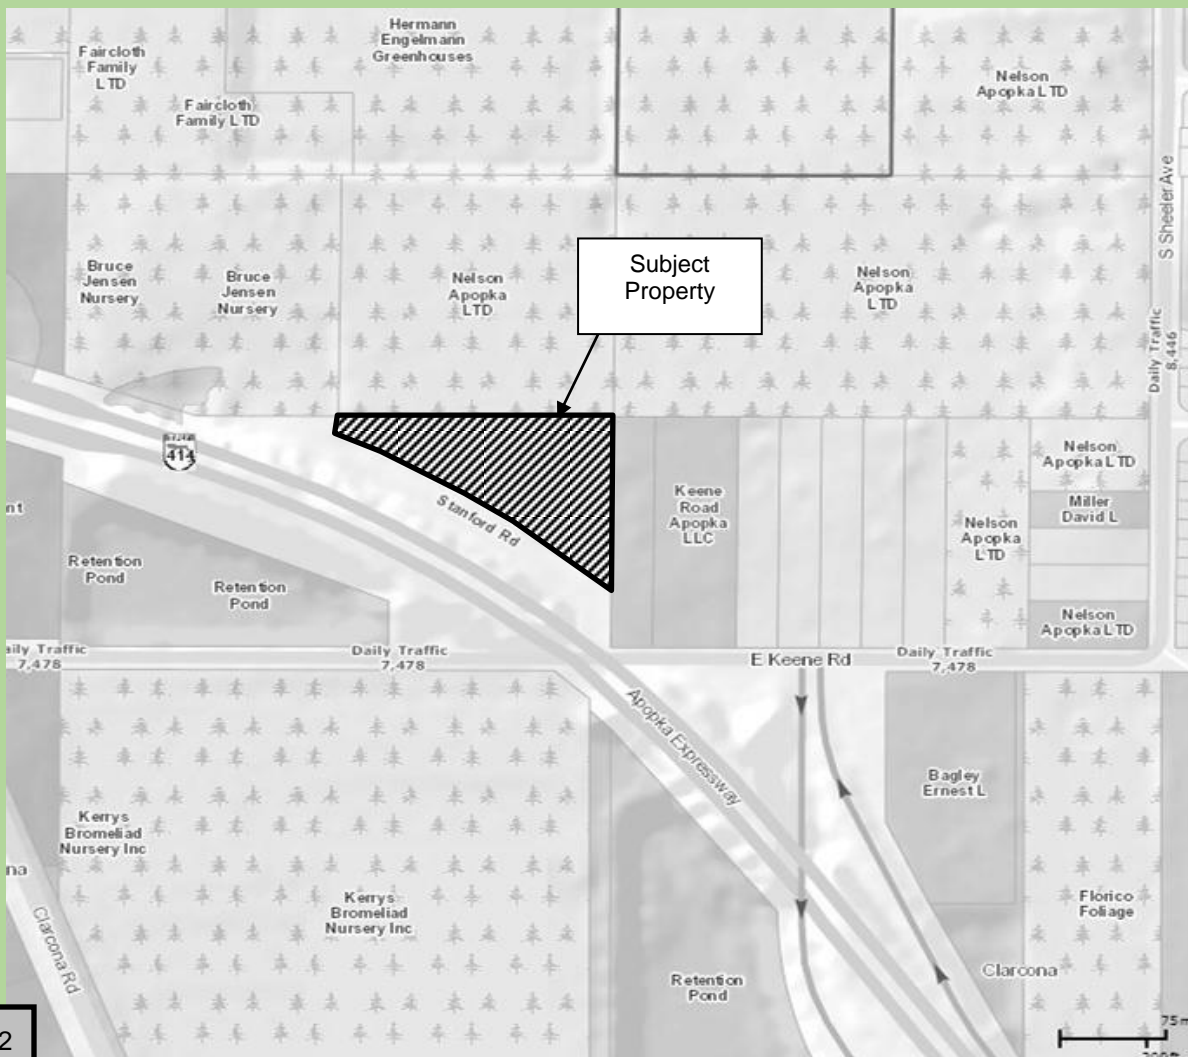 Hermann
Engelmann
Greenhouses
Faircloth
Family
LTD
Faircloth
Family LTD
Nelson
Apopka LTD
S Sheeler Ave
Bruce
Jensen
Nursery
Bruce
Jensen
Nursery
Nelson
Apopka
LTD
Subject
Property
Nelson
Apopka
LTD
Daily Traffic
8,446
414
Stanford Rd
Keene
Road
Apopka
LLC
Nelson
Apopka
LTD
Nelson
Apopka LTD
Miller
David L
Nelson
Apopka LTD
nt
Retention
Pond
Retention
Pond
aily Traffic
7,478
Daily Traffic
7,478
E Keene Rd
Daily Traffic
7,478
Apopka Expressway
Bagley
Ernest L
Kerrys
Bromeliad
Nursery Inc
na
Kerrys
Bromeliad
Nursery Inc
Clarcona Rd
Florico
Foliage
Retention
Pond
Clarcona
75m
2